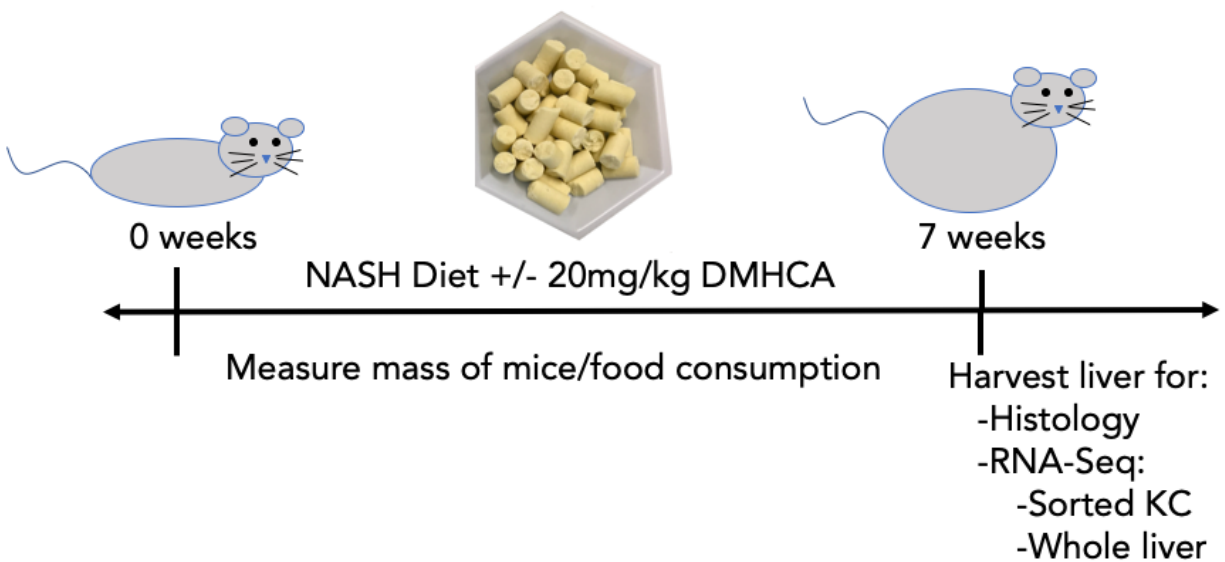 0 weeks
7 weeks
NASH Diet +/- 20mg/kg DMHCA
Measure mass of mice/food consumption
Harvest liver for:
-Histology
-RNA-Seq:
-Sorted KC
-Whole liver